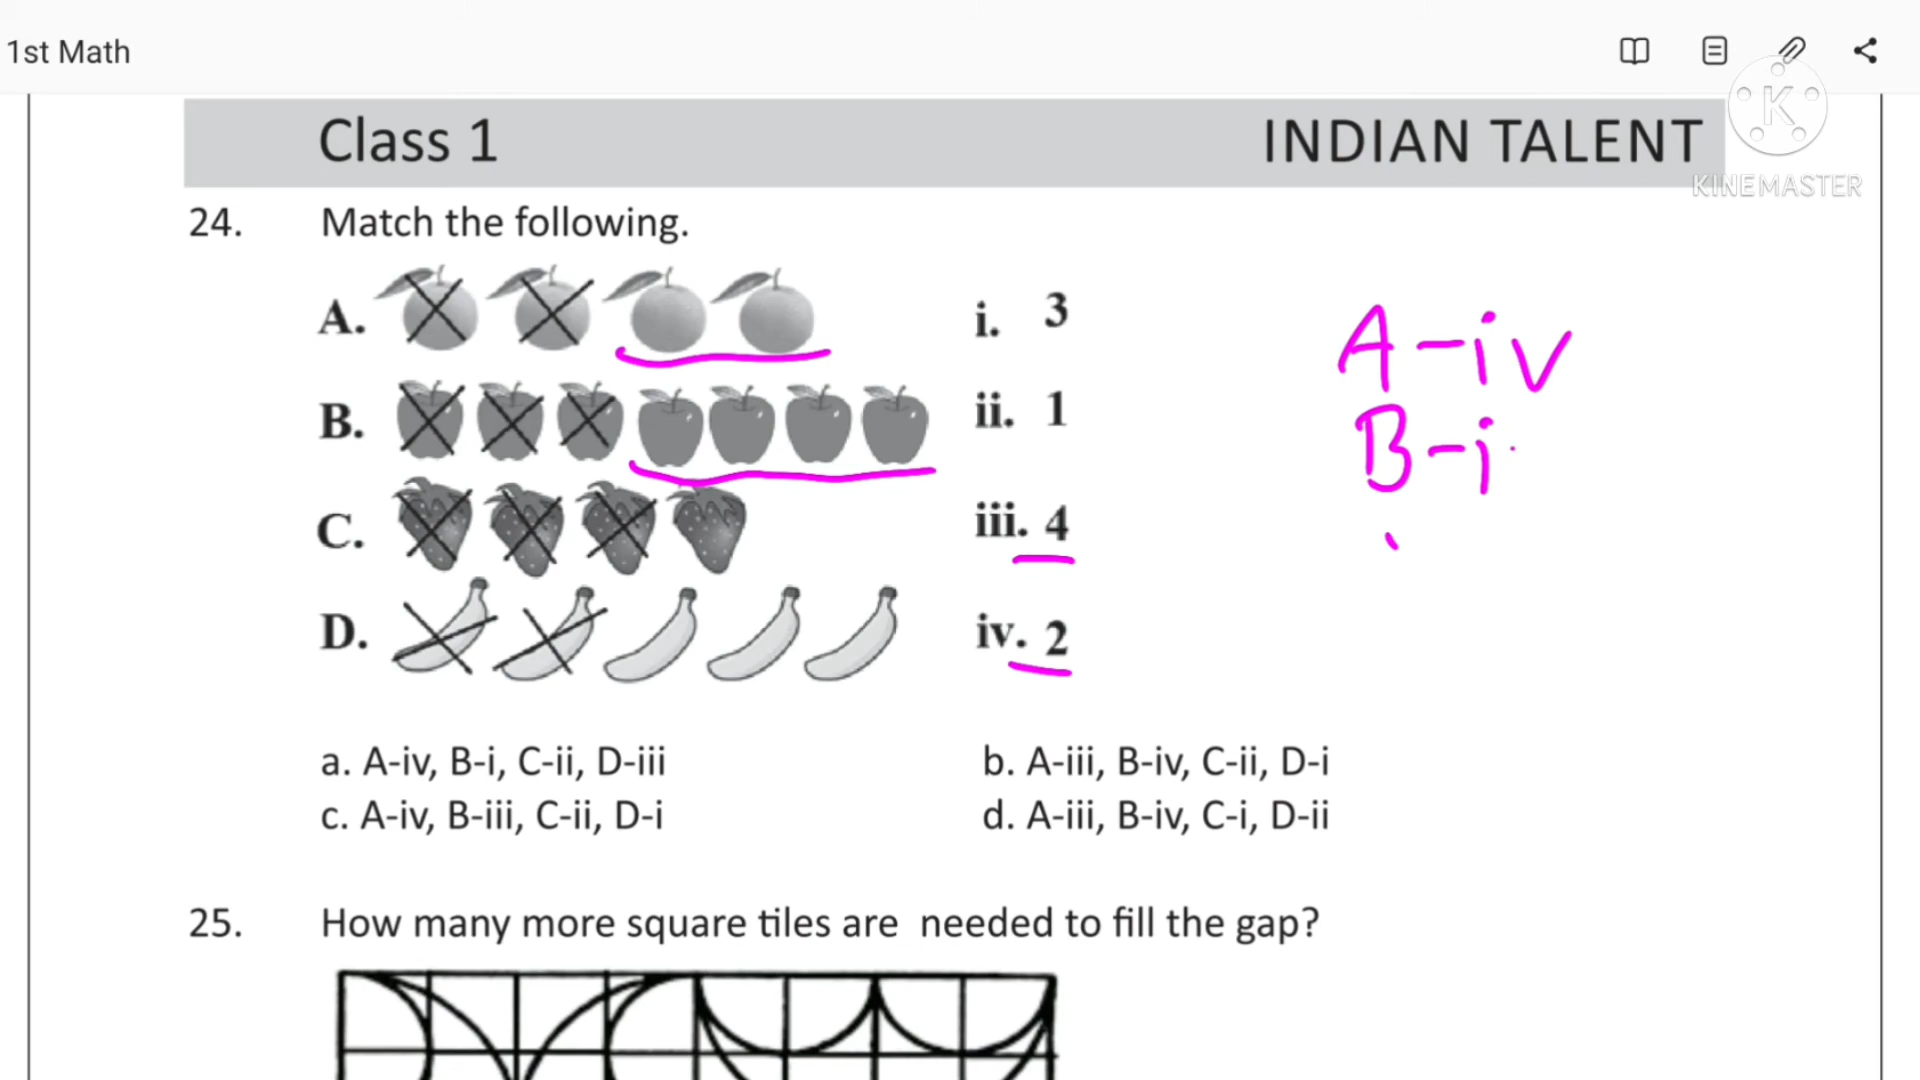 1st Math
K
KINEMASTER
Class 1 INDIAN TALENT
24. Match the following.
A. i. 3
B. ii. 1
C. iii. 4
D. iv. 2
A-iv
B-i
a. A-iv, B-i, C-ii, D-iii b. A-iii, B-iv, C-ii, D-i
c. A-iv, B-iii, C-ii, D-i d. A-iii, B-iv, C-i, D-ii
25. How many more square tiles are needed to fill the gap?